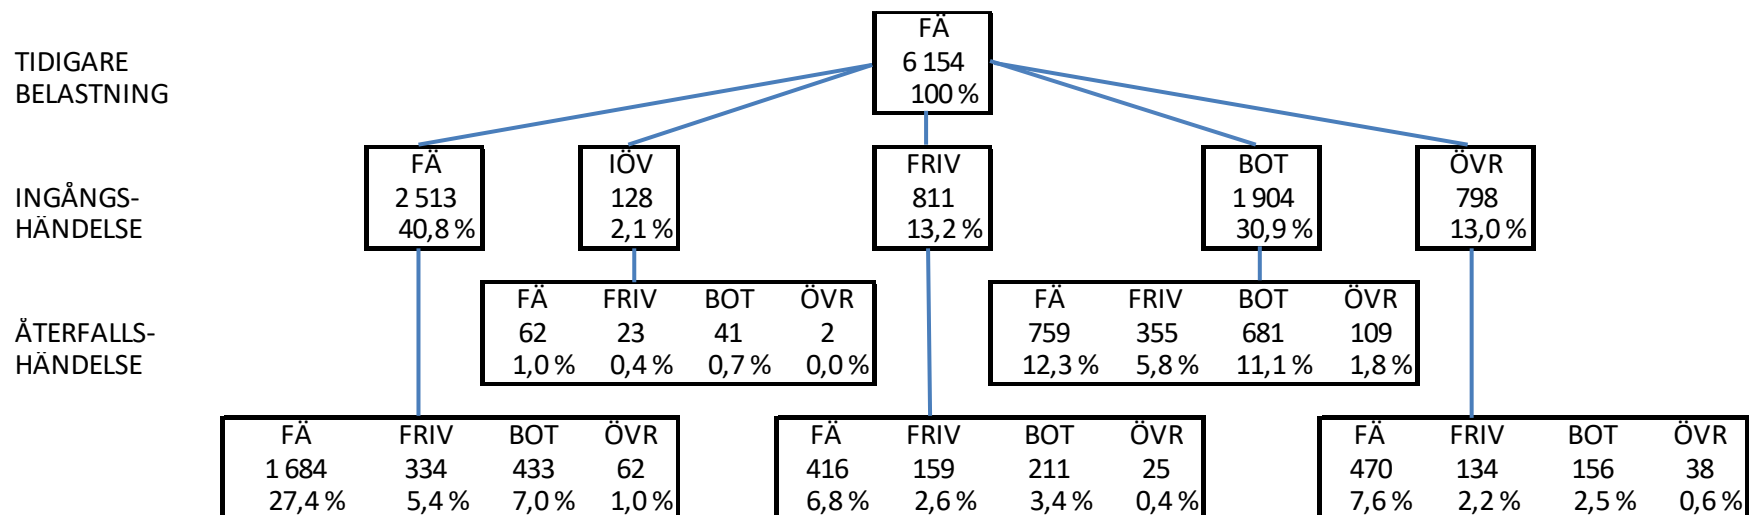 FÄ
TIDIGARE 6 154
BELASTNING 100 %
FÄ IÖV FRIV BOT ÖVR
INGÅNGS- 2 513 128 811 1 904 798
HÄNDELSE 40,8 % 2,1 % 13,2 % 30,9 % 13,0 %
FÄ FRIV BOT ÖVR FÄ FRIV BOT ÖVR
ÅTERFALLS- 62 23 41 2 759 355 681 109
HÄNDELSE 1,0 % 0,4 % 0,7 % 0,0 % 12,3 % 5,8 % 11,1 % 1,8 %
FÄ FRIV BOT ÖVR FÄ FRIV BOT ÖVR FÄ FRIV BOT ÖVR
1 684 334 433 62 416 159 211 25 470 134 156 38
27,4 % 5,4 % 7,0 % 1,0 % 6,8 % 2,6 % 3,4 % 0,4 % 7,6 % 2,2 % 2,5 % 0,6 %